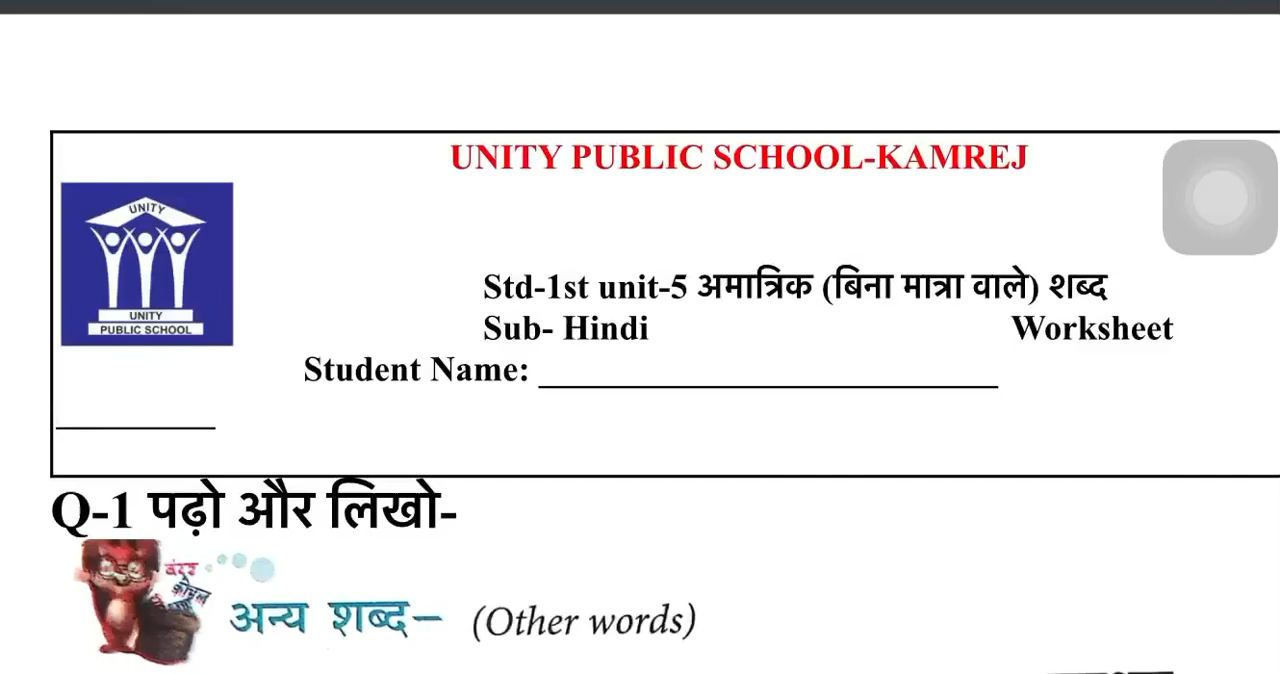 UNITY PUBLIC SCHOOL-KAMREJ
UNITY
UNITY
PUBLIC SCHOOL
Std-1st unit-5 अमात्रिक (बिना मात्रा वाले) शब्द
Sub- Hindi Worksheet
Student Name:
Q-1 पढ़ो और लिखो-
अन्य शब्द– (Other words)